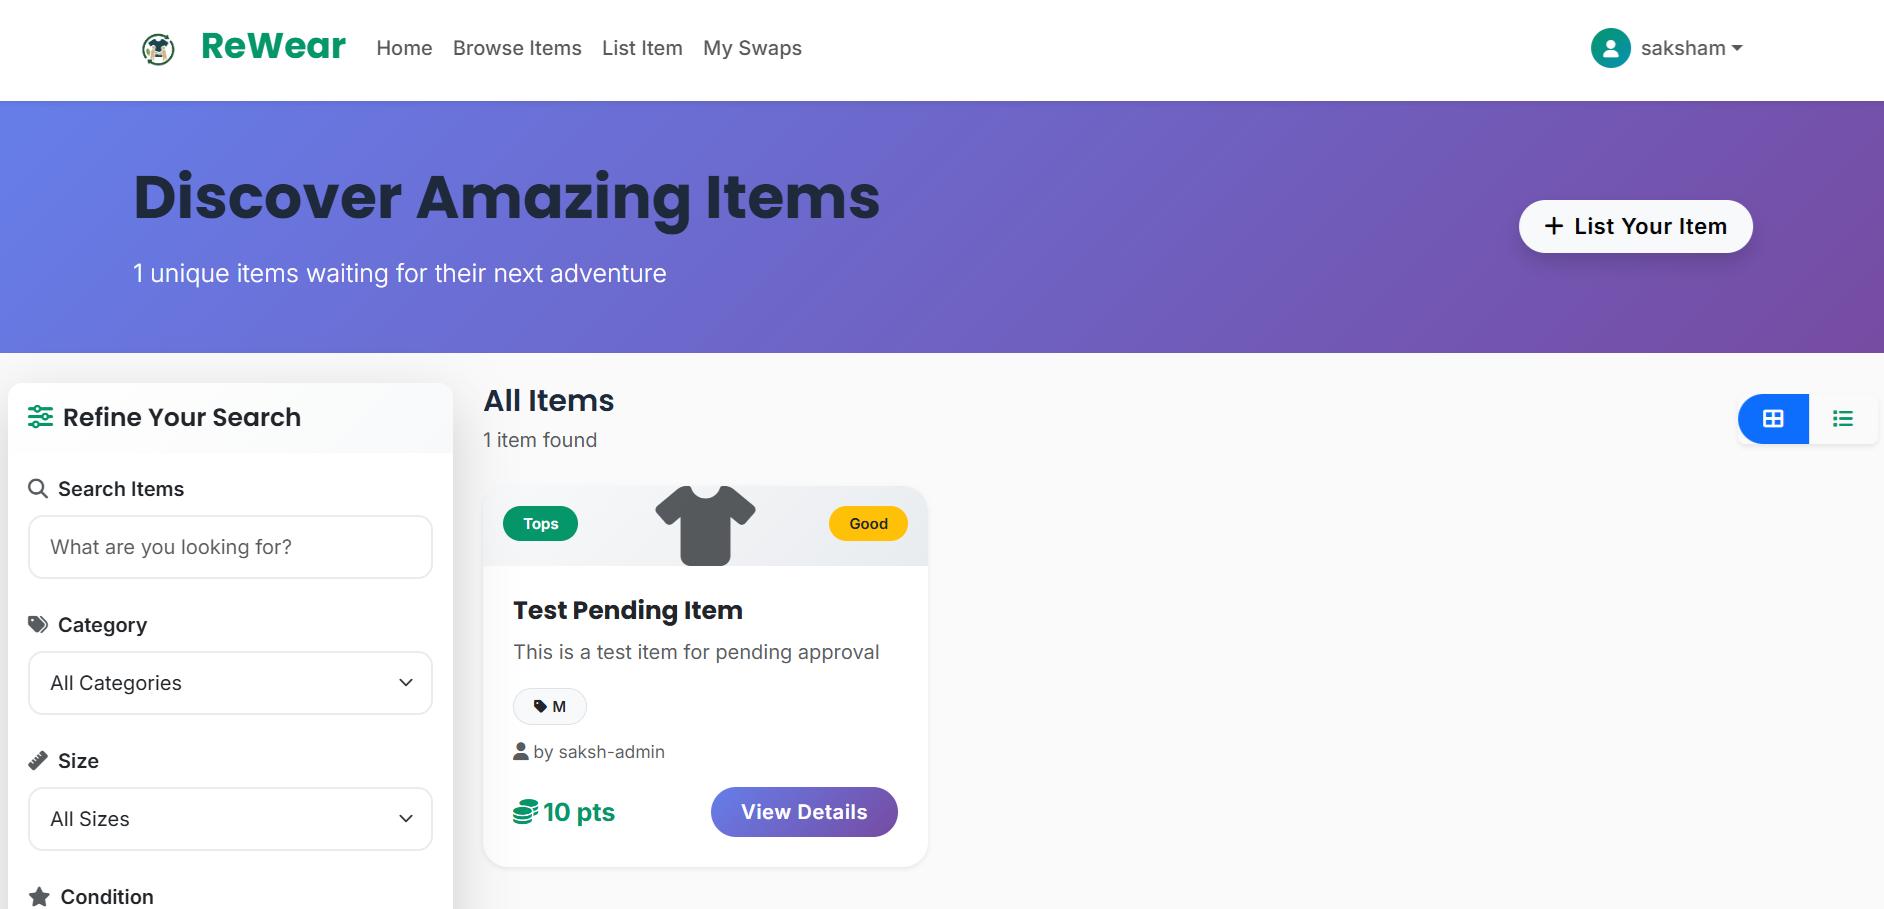 ReWear
Home
Browse Items
List Item
My Swaps
saksham
Discover Amazing Items
1 unique items waiting for their next adventure
+ List Your Item
Refine Your Search
Search Items
What are you looking for?
Category
All Categories
Size
All Sizes
Condition
All Items
1 item found
Tops
Good
Test Pending Item
This is a test item for pending approval
M
by saksh-admin
10 pts
View Details